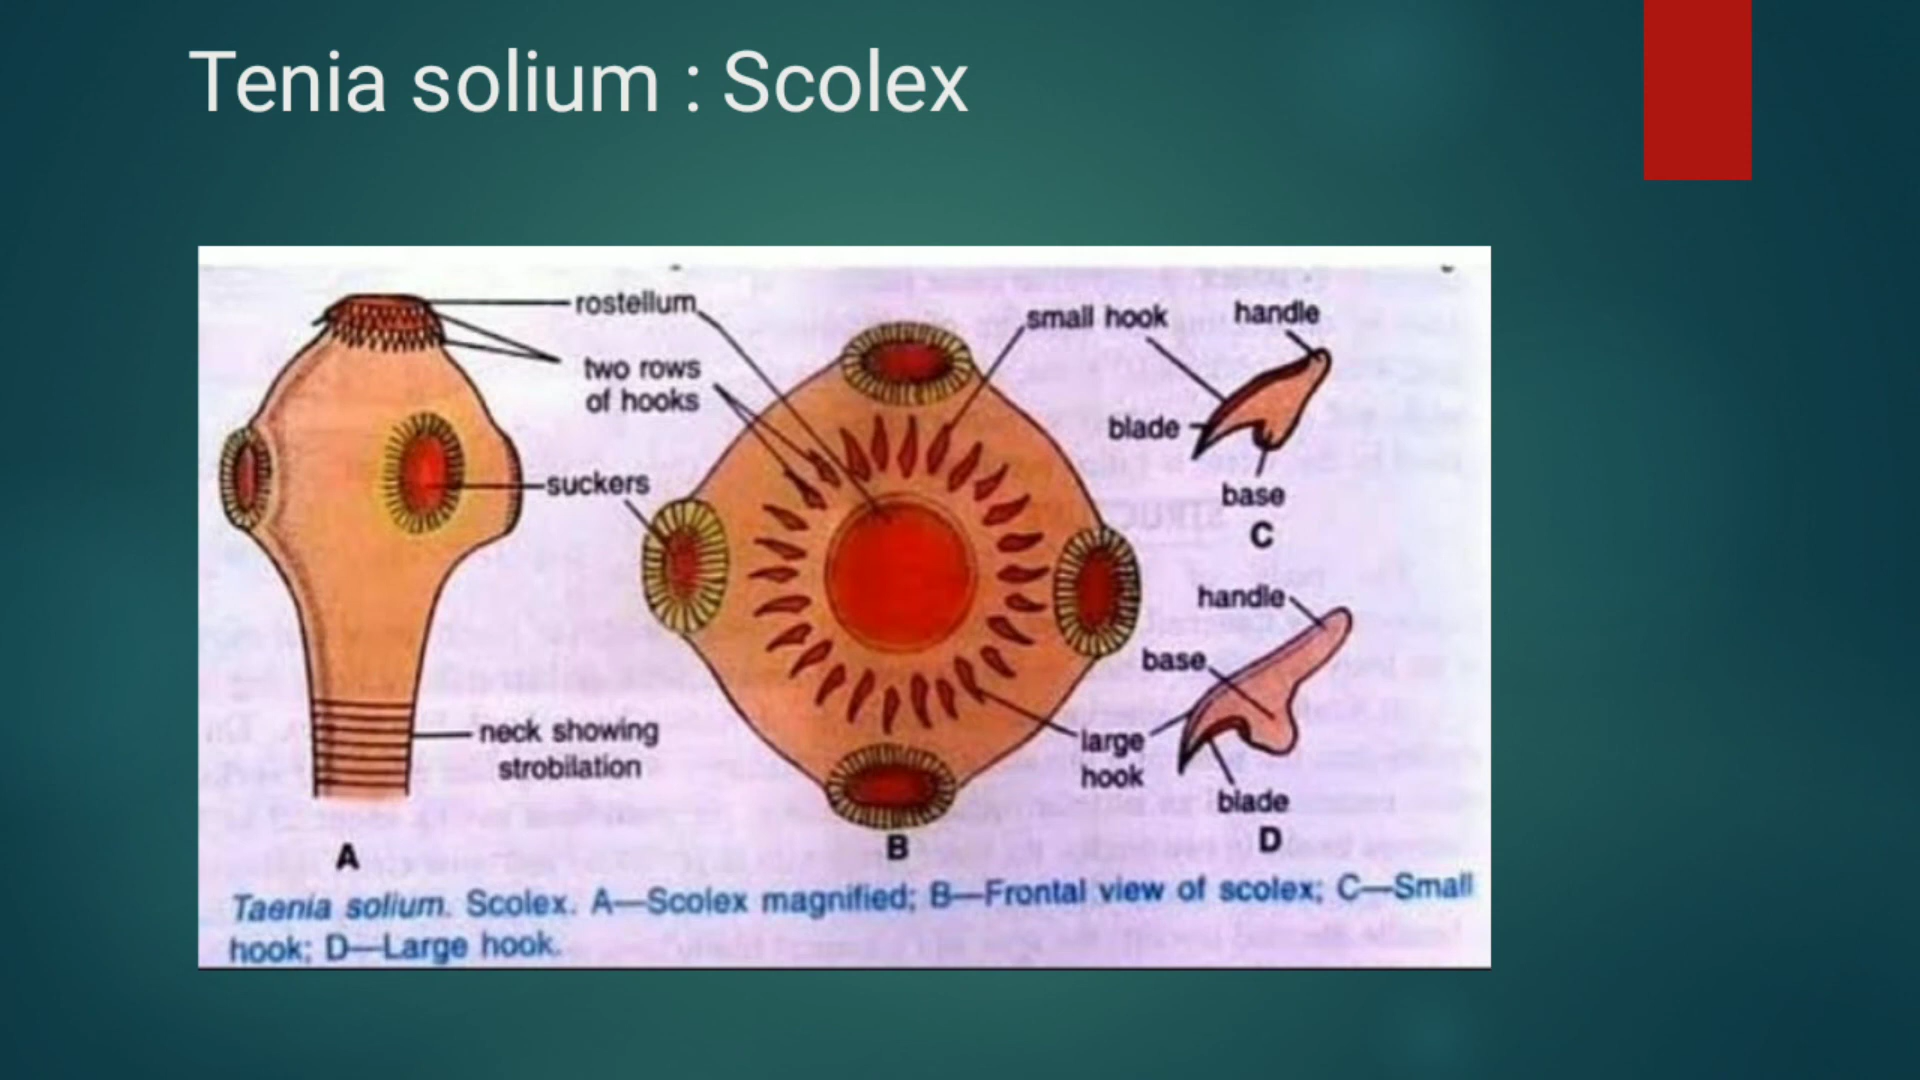 Tenia solium : Scolex
rostellum
two rows
of hooks
suckers
neck showing
strobilation
A
small hook
large
hook
B
handle
blade
base
C
handle
base
blade
D
Taenia solium. Scolex. A—Scolex magnified; B—Frontal view of scolex; C—Small
hook; D—Large hook.